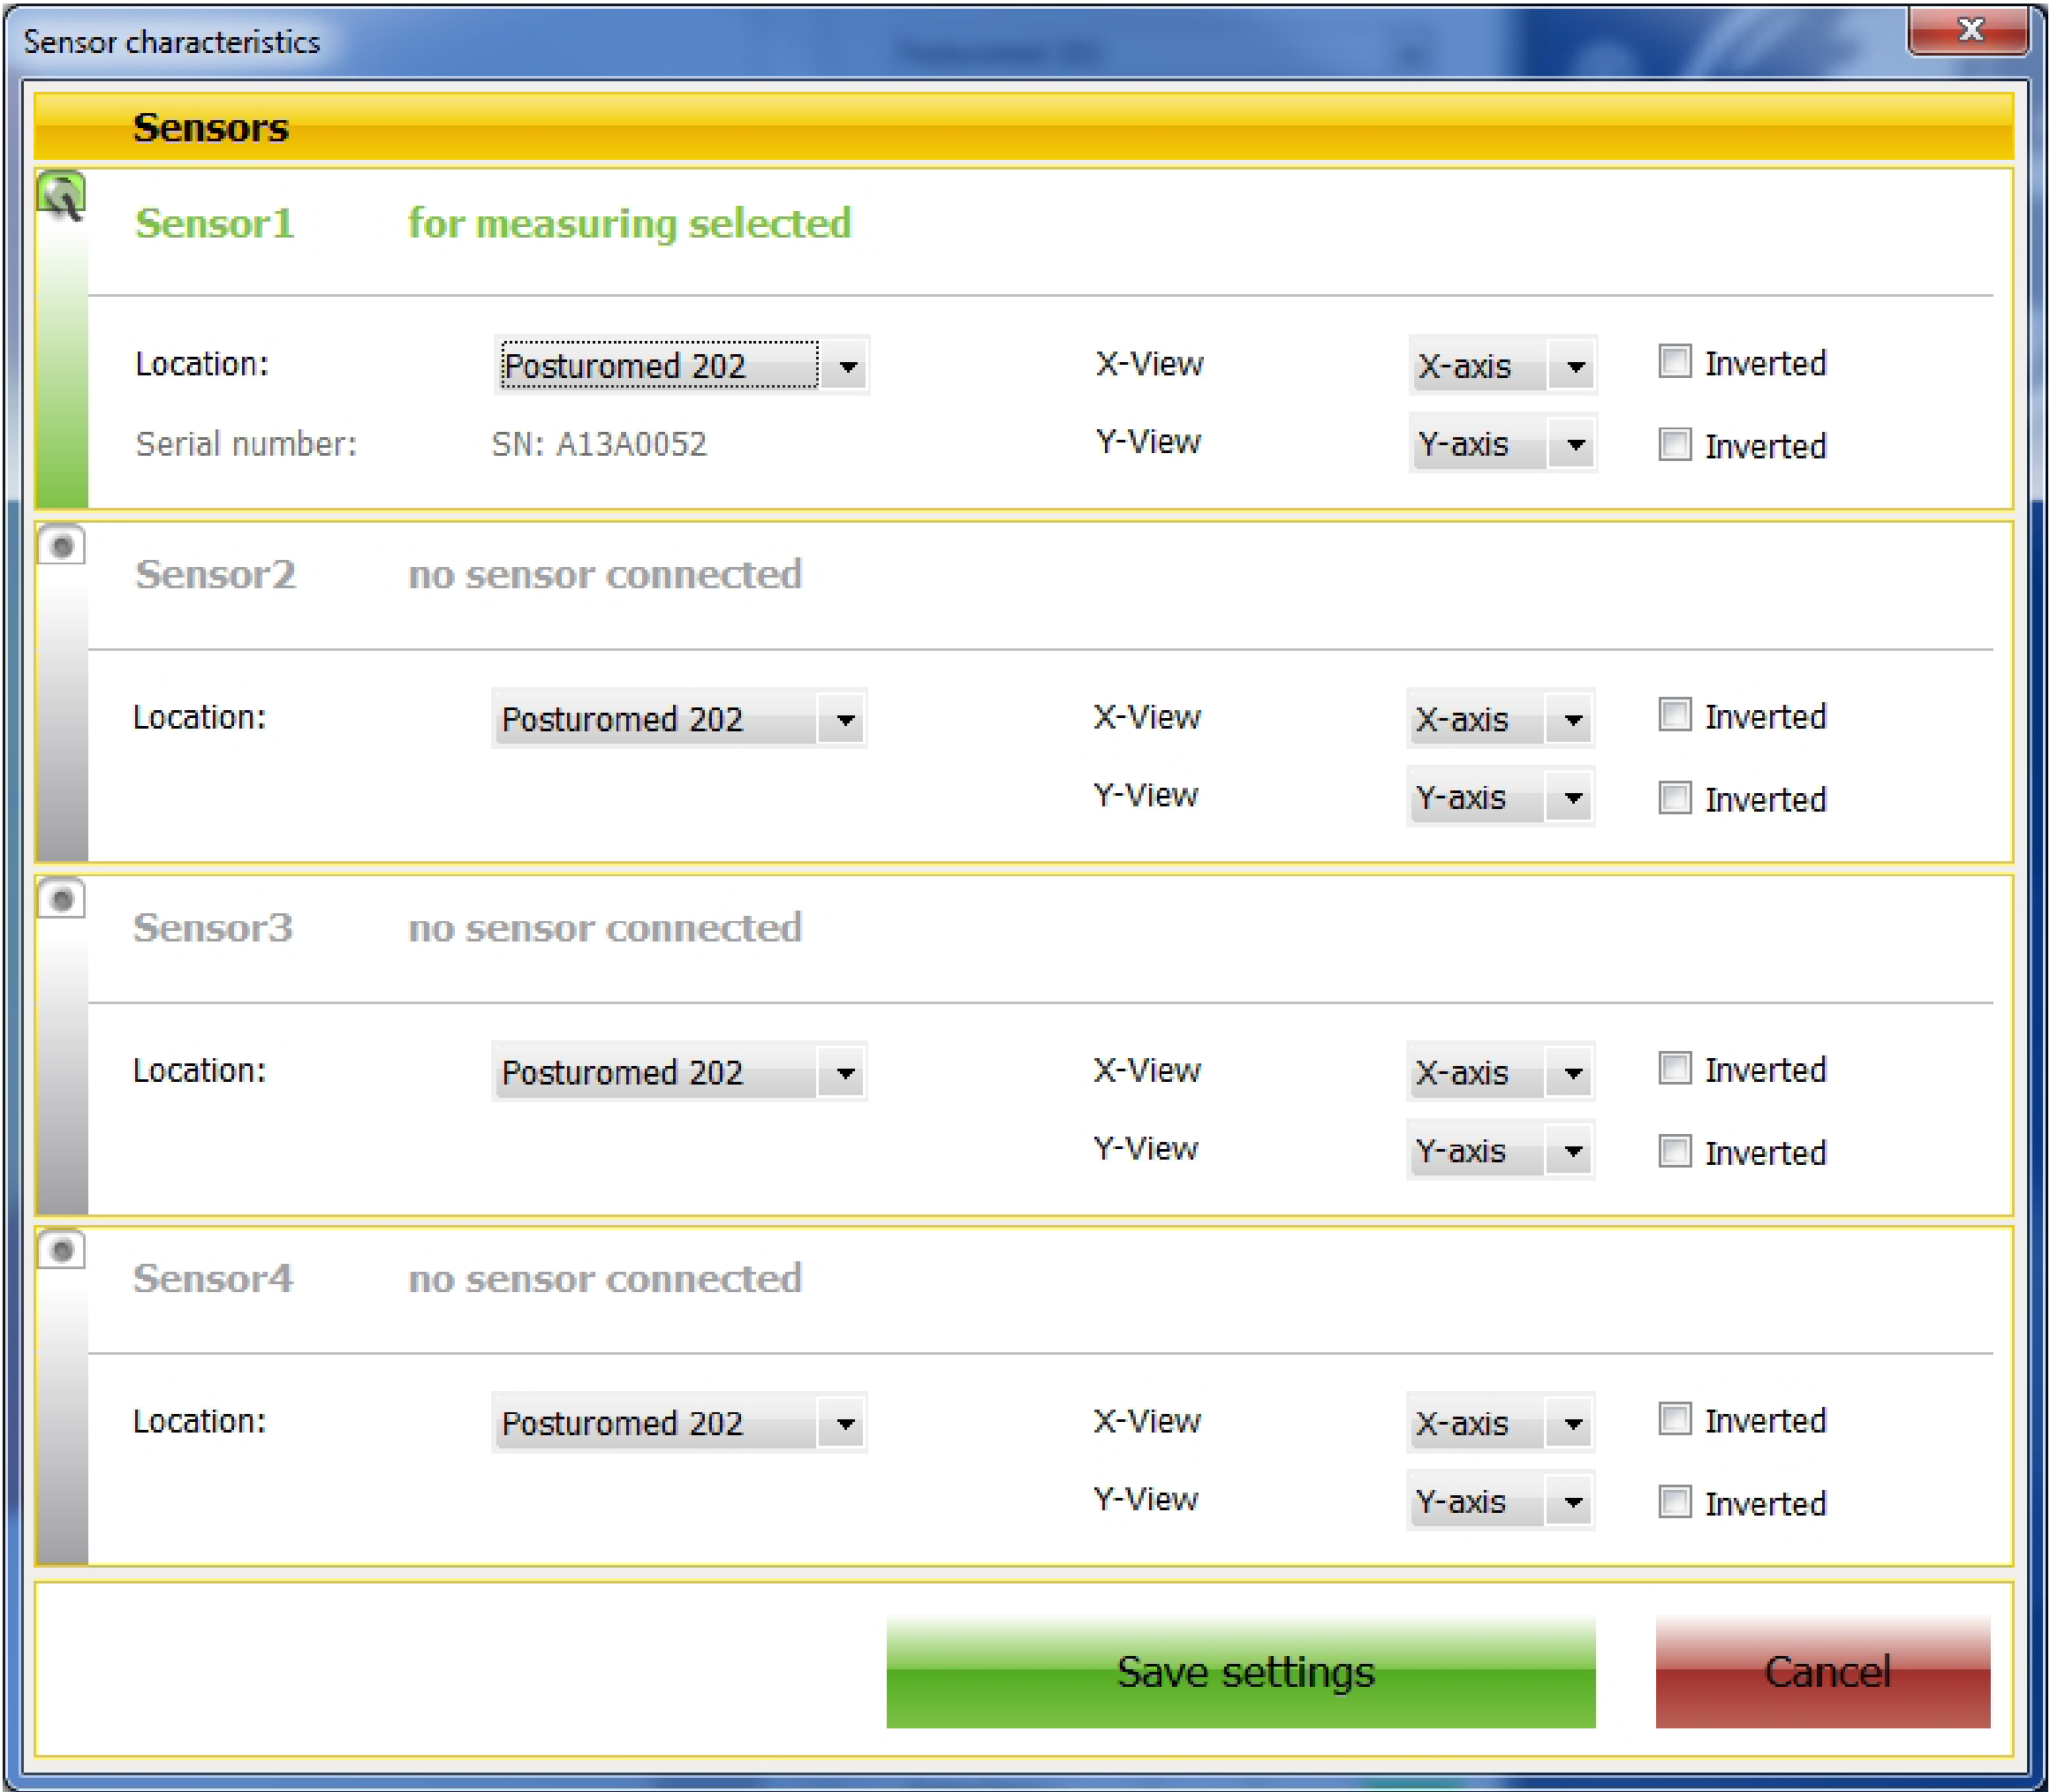 Sensor characteristics
Sensors
Sensor1 for measuring selected
Location: Posturomed 202 X-View X-axis Inverted
Serial number: SN: A13A0052 Y-View Y-axis Inverted
Sensor2 no sensor connected
Location: Posturomed 202 X-View X-axis Inverted
Y-View Y-axis Inverted
Sensor3 no sensor connected
Location: Posturomed 202 X-View X-axis Inverted
Y-View Y-axis Inverted
Sensor4 no sensor connected
Location: Posturomed 202 X-View X-axis Inverted
Y-View Y-axis Inverted
Save settings Cancel